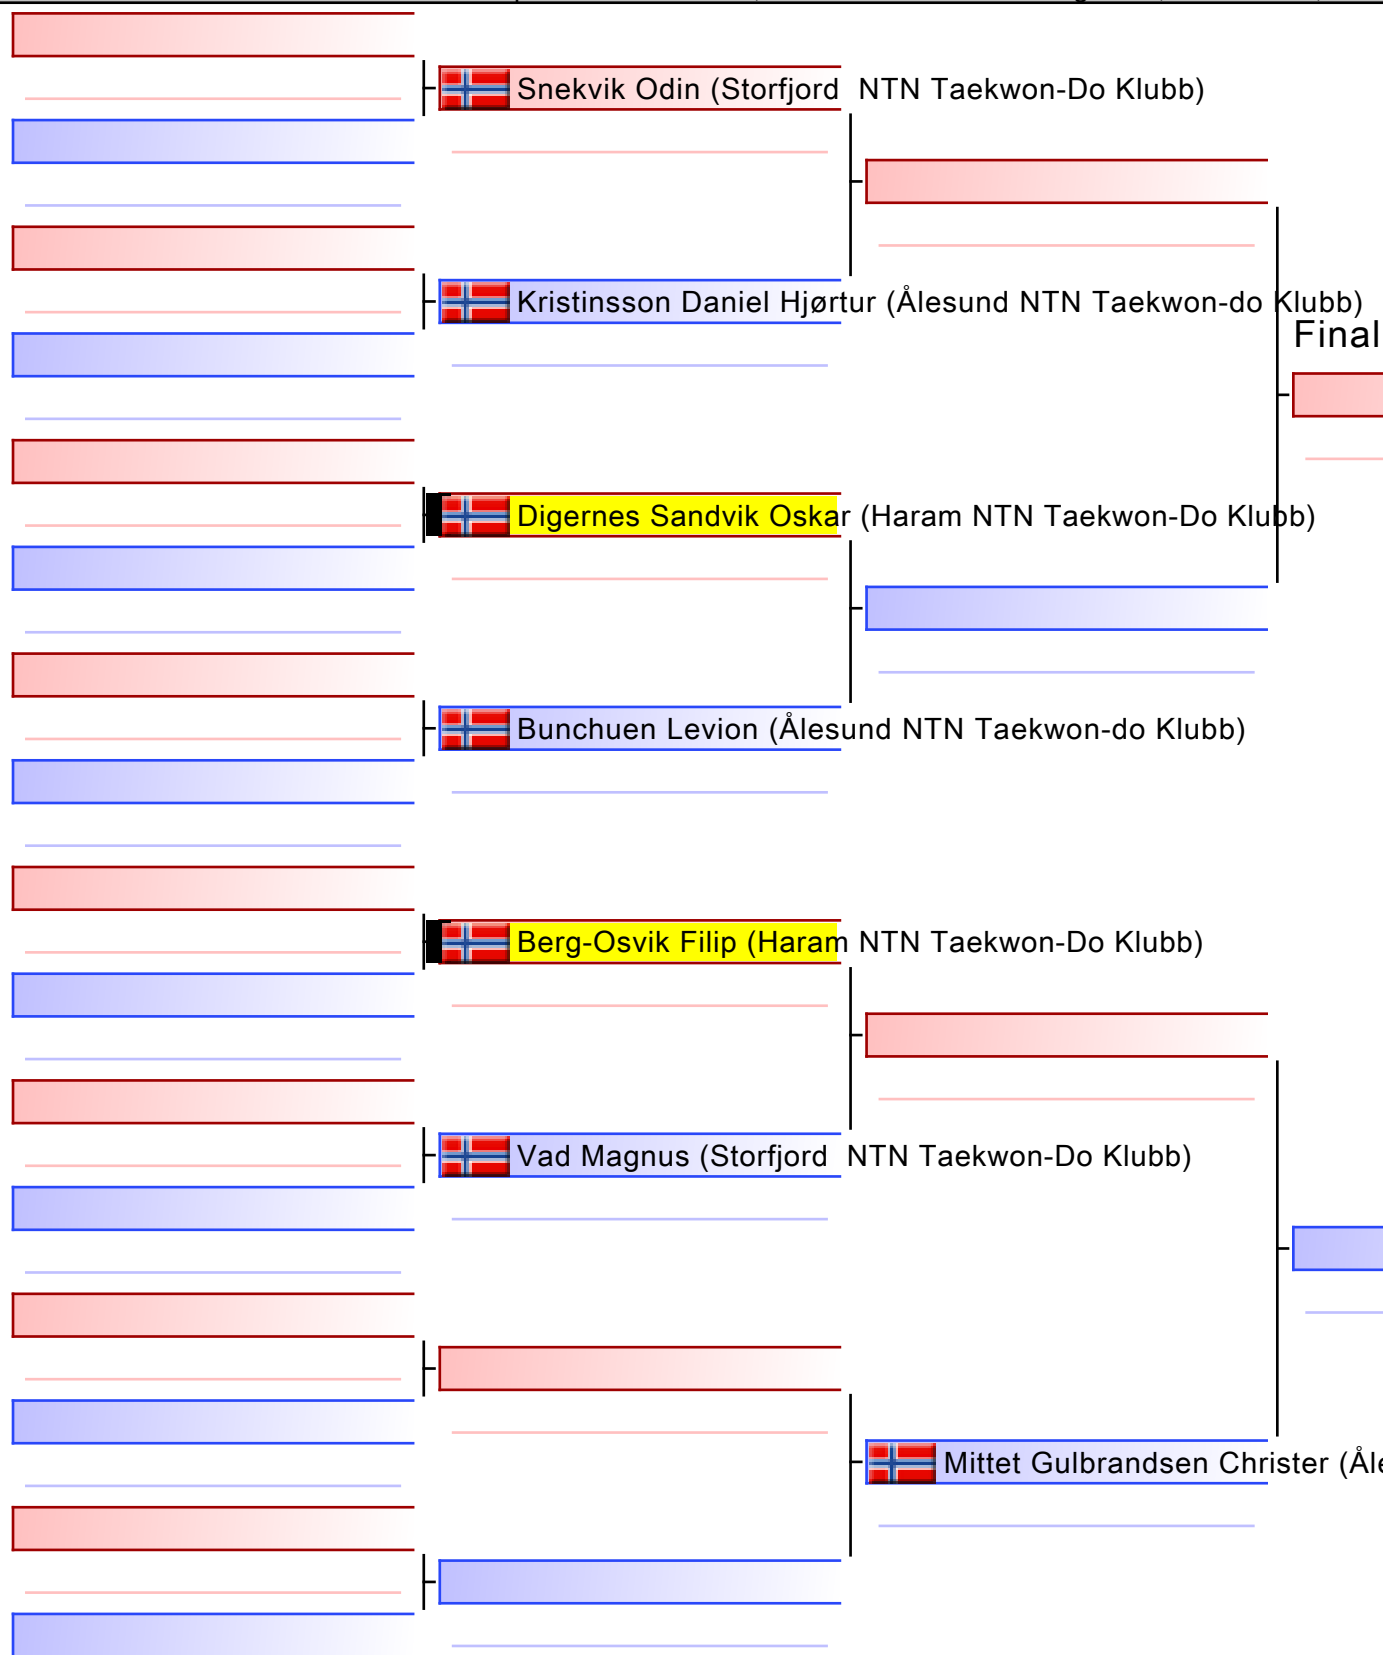 Snekvik Odin (Storfjord  NTN Taekwon-Do Klubb)
Kristinsson Daniel Hjørtur (Ålesund NTN Taekwon-do Klubb)
Final
Digernes Sandvik Oskar (Haram NTN Taekwon-Do Klubb)
Bunchuen Levion (Ålesund NTN Taekwon-do Klubb)
Berg-Osvik Filip (Haram NTN Taekwon-Do Klubb)
Vad Magnus (Storfjord  NTN Taekwon-Do Klubb)
Mittet Gulbrandsen Christer (Åle